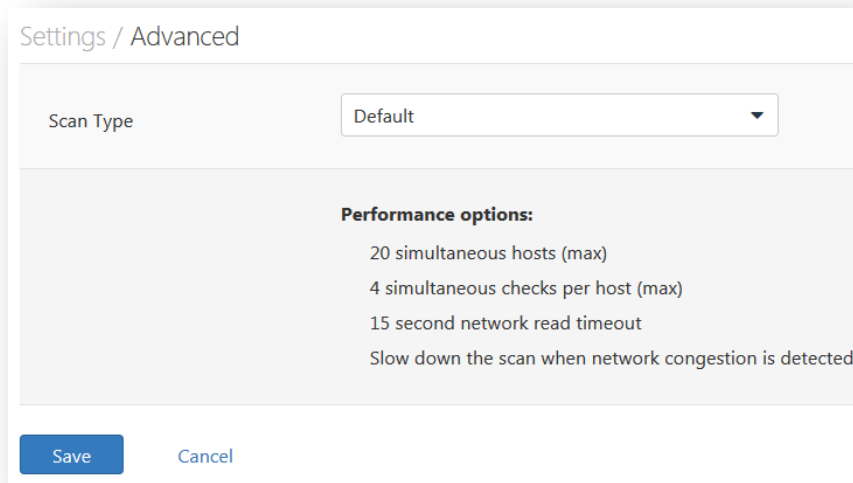 Settings / Advanced
Scan Type
Default
Performance options:
20 simultaneous hosts (max)
4 simultaneous checks per host (max)
15 second network read timeout
Slow down the scan when network congestion is detected
Save Cancel